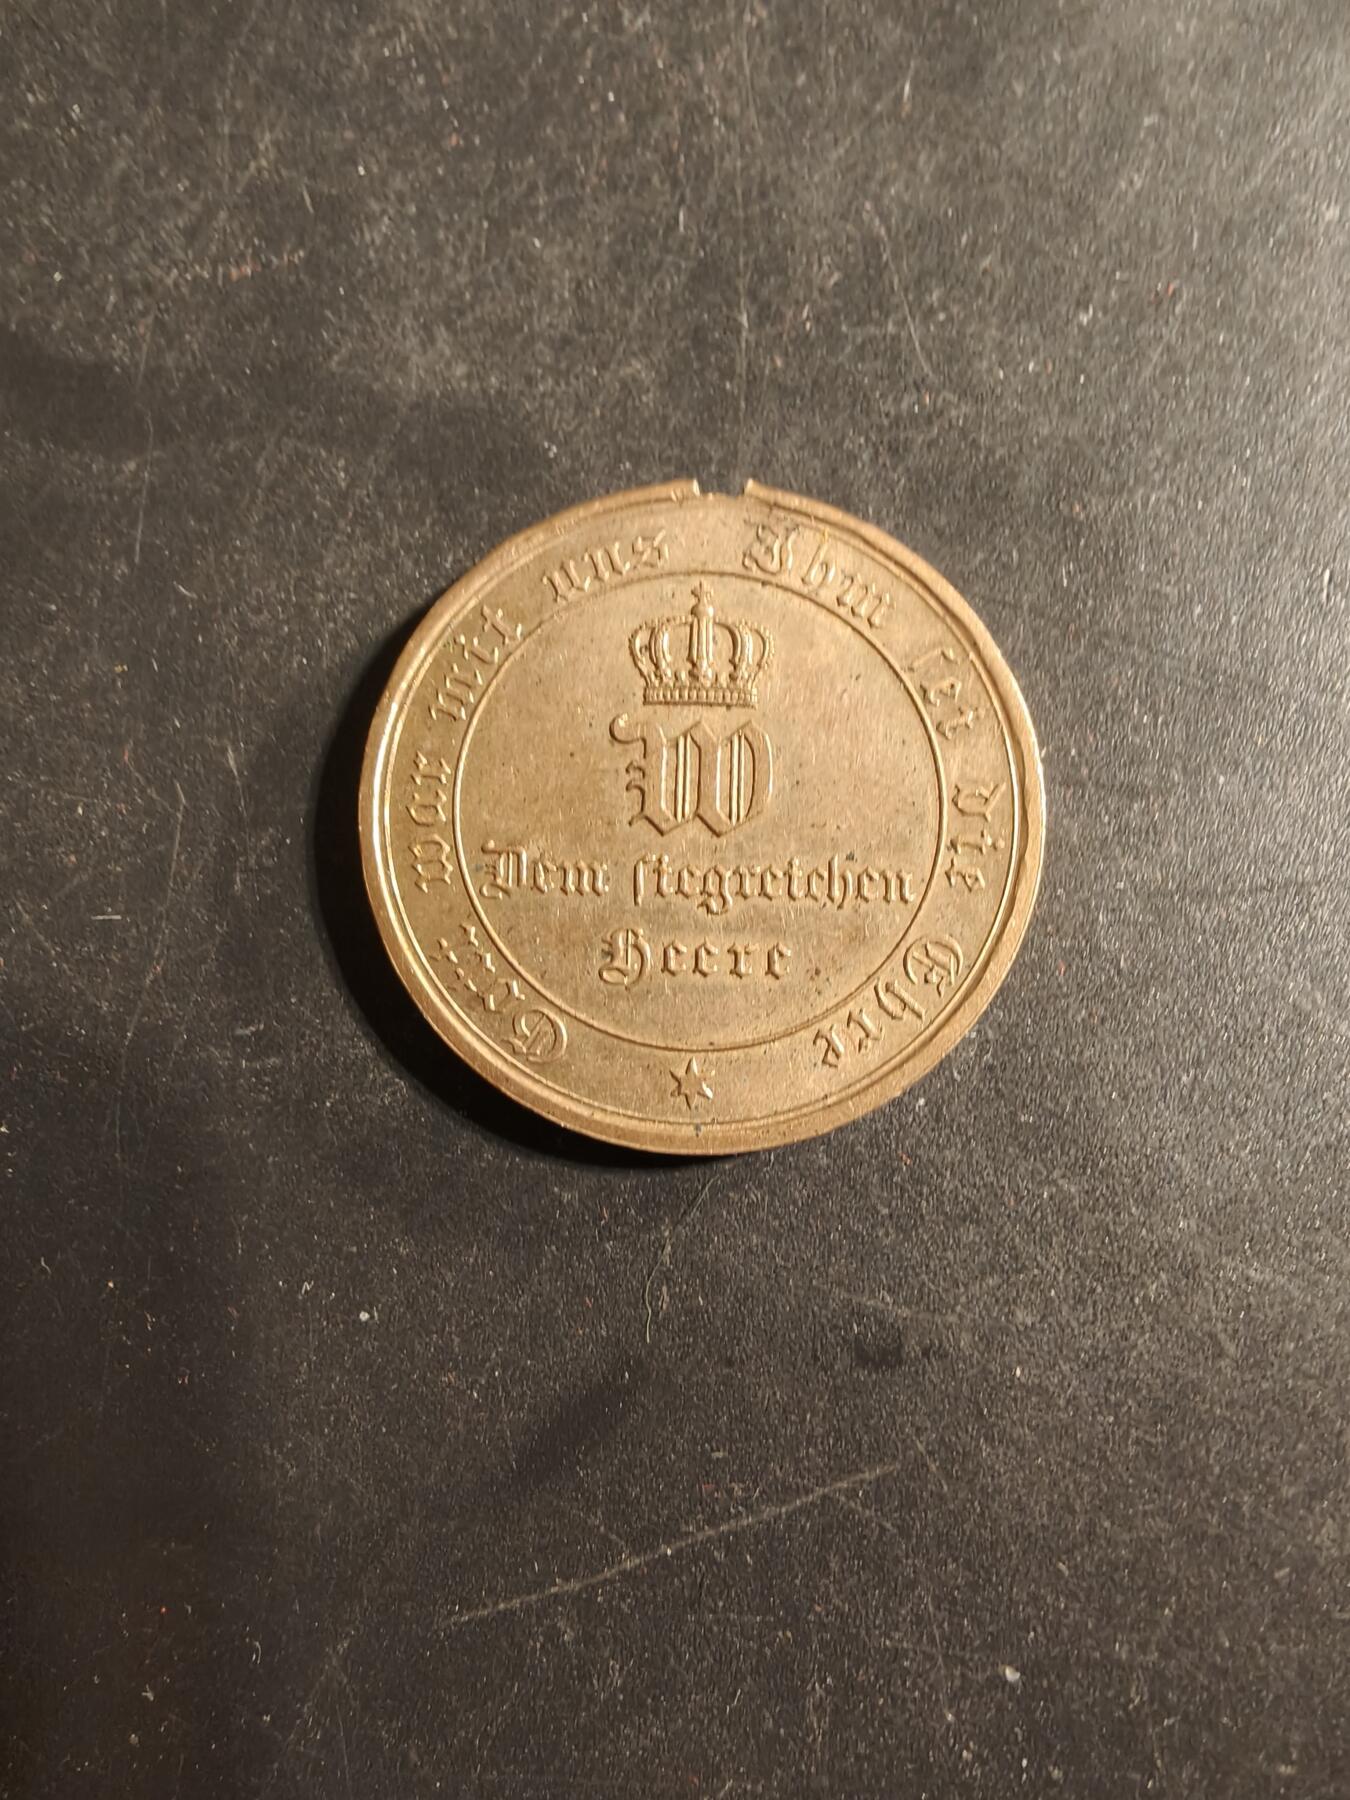 Gott war mit uns Ihm sei die Ehre
W
Dem siegreichen
Heere